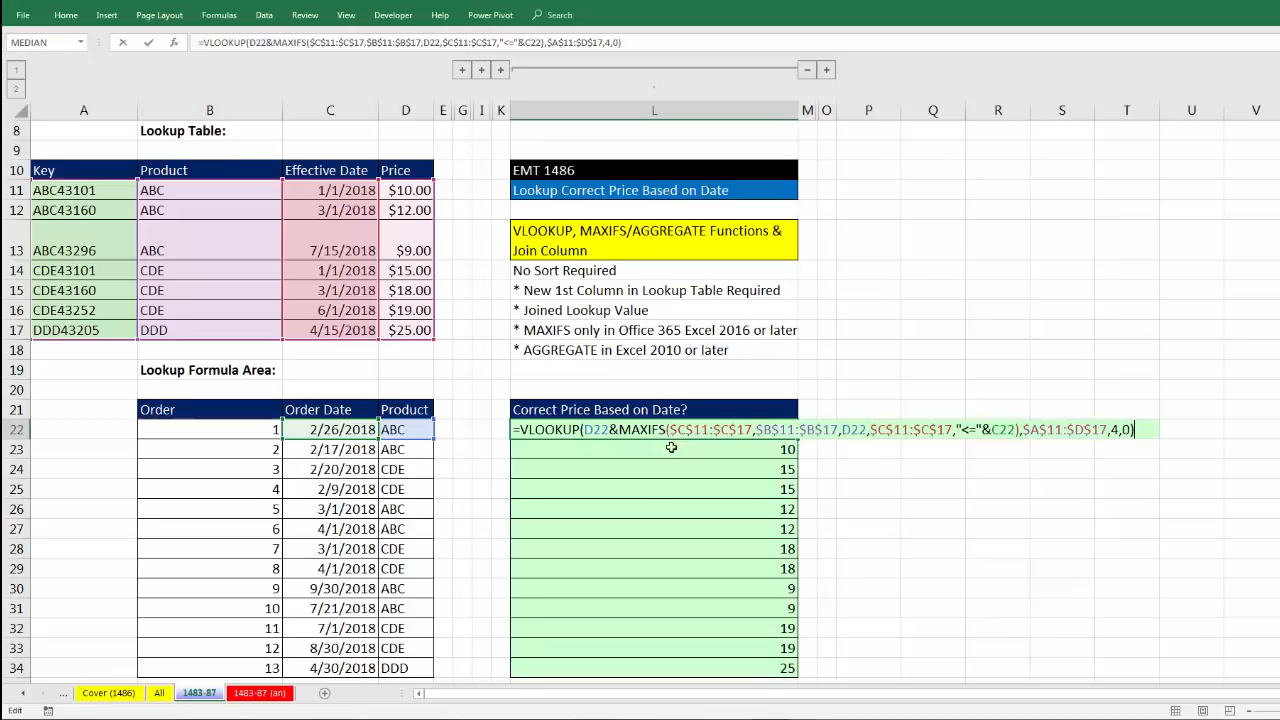 File Home Insert Page Layout Formulas Data Review View Developer Help Power Pivot Search
MEDIAN =VLOOKUP(D22&MAXIFS($C$11:$C$17,$B$11:$B$17,D22,$C$11:$C$17,"<="&C22),$A$11:$D$17,4,0)
1
2
A B C D E G I K L M O P Q R S T U V
8 Lookup Table:
9
10 Key Product Effective Date Price EMT 1486
11 ABC43101 ABC 1/1/2018 $10.00 Lookup Correct Price Based on Date
12 ABC43160 ABC 3/1/2018 $12.00
VLOOKUP, MAXIFS/AGGREGATE Functions &
13 ABC43296 ABC 7/15/2018 $9.00 Join Column
14 CDE43101 CDE 1/1/2018 $15.00 No Sort Required
15 CDE43160 CDE 3/1/2018 $18.00 * New 1st Column in Lookup Table Required
16 CDE43252 CDE 6/1/2018 $19.00 * Joined Lookup Value
17 DDD43205 DDD 4/15/2018 $25.00 * MAXIFS only in Office 365 Excel 2016 or later
18 * AGGREGATE in Excel 2010 or later
19 Lookup Formula Area:
20
21 Order Order Date Product Correct Price Based on Date?
22 1 2/26/2018 ABC =VLOOKUP(D22&MAXIFS($C$11:$C$17,$B$11:$B$17,D22,$C$11:$C$17,"<="&C22),$A$11:$D$17,4,0)
23 2 2/17/2018 ABC 10
24 3 2/20/2018 CDE 15
25 4 2/9/2018 CDE 15
26 5 3/1/2018 ABC 12
27 6 4/1/2018 ABC 12
28 7 3/1/2018 CDE 18
29 8 4/1/2018 CDE 18
30 9 9/30/2018 ABC 9
31 10 7/21/2018 ABC 9
32 11 7/1/2018 CDE 19
33 12 8/30/2018 CDE 19
34 13 4/30/2018 DDD 25
... Cover (1486) All 1483-87 1483-87 (an)
Edit